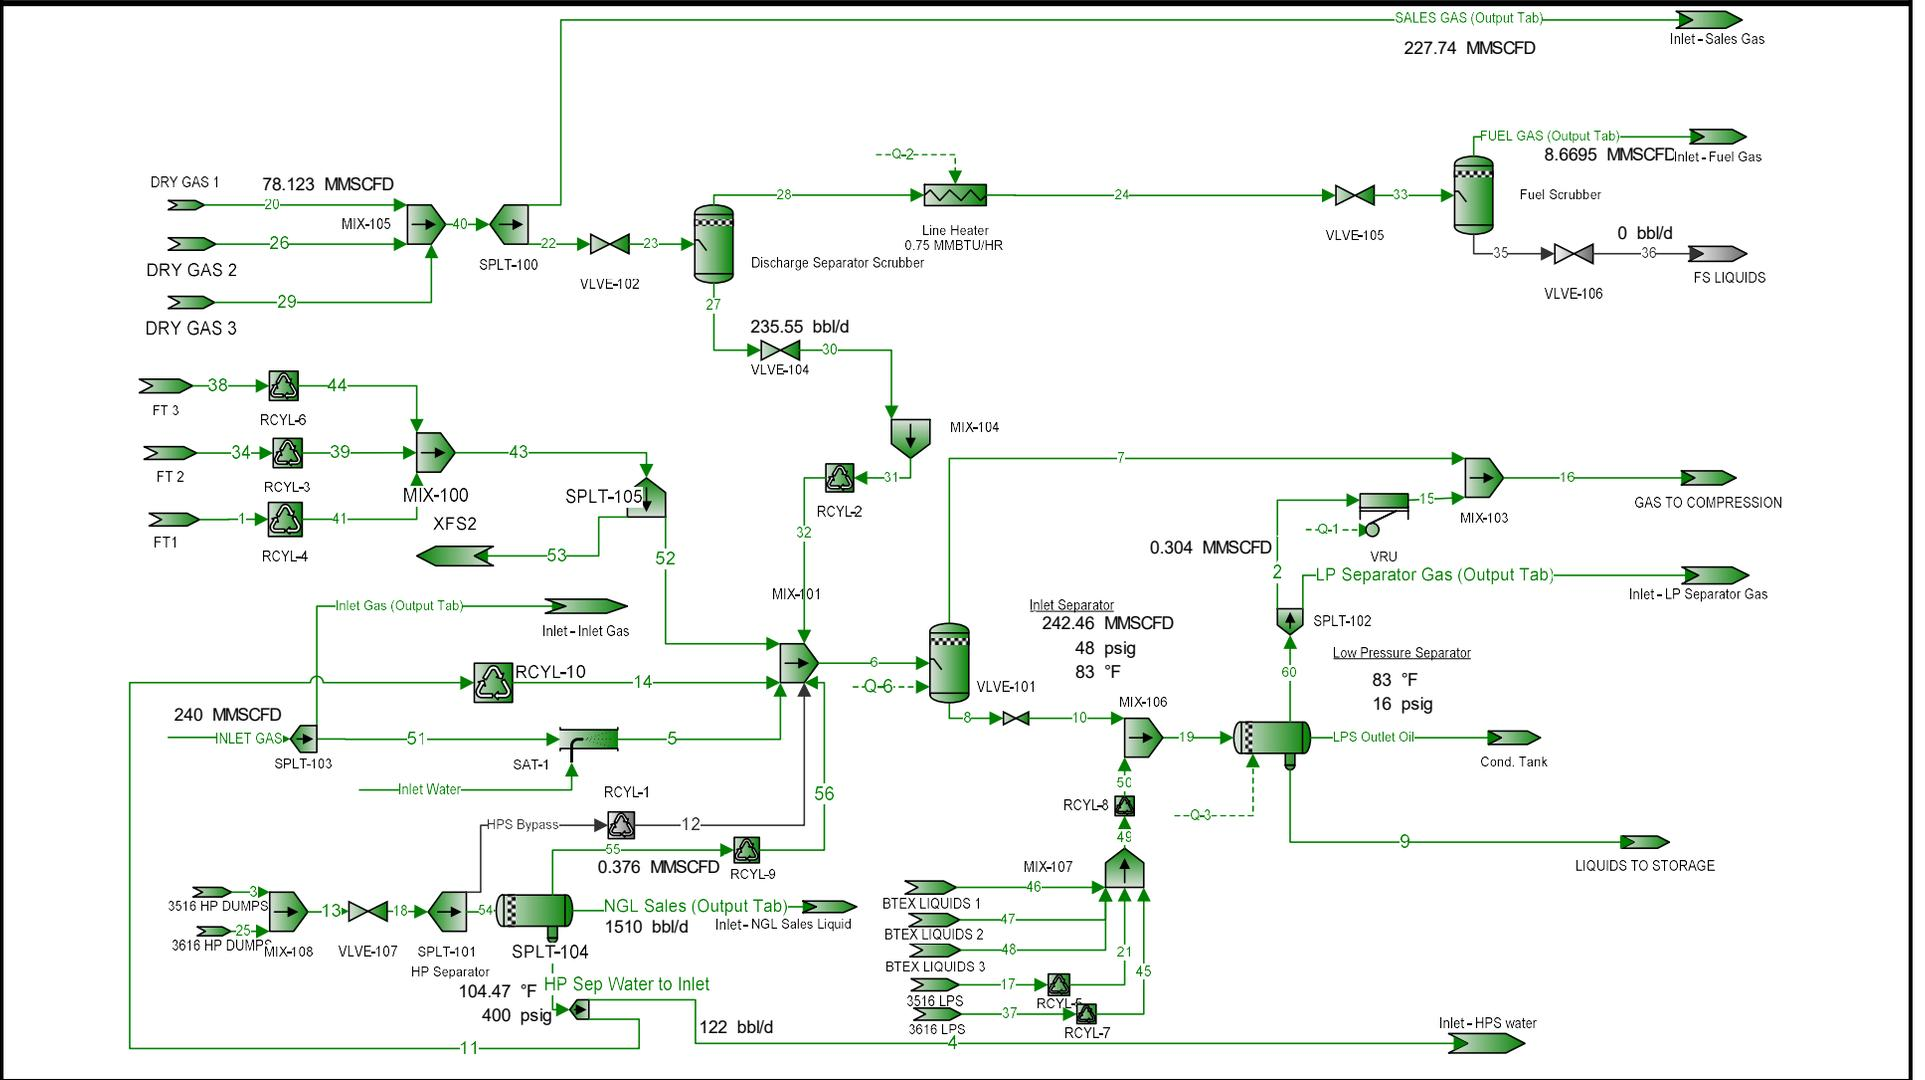 SALES GAS (Output Tab)
Inlet-Sales Gas
227.74 MMSCFD
FUEL GAS (Output Tab)
8.6695 MMSCFD
Inlet-Fuel Gas
Q-2
DRY GAS 1
78.123 MMSCFD
20
28
24
33
Fuel Scrubber
MIX-105
40
26
22
23
SPLT-100
Line Heater
0.75 MMBTU/HR
VLVE-105
0 bbl/d
35
36
DRY GAS 2
VLVE-102
Discharge Separator Scrubber
VLVE-106
FS LIQUIDS
29
27
DRY GAS 3
235.55 bbl/d
30
VLVE-104
38
44
FT 3
RCYL-6
MIX-104
34
39
43
7
FT 2
RCYL-3
MIX-100
SPLT-105
31
RCYL-2
16
GAS TO COMPRESSION
15
MIX-103
1
41
XFS2
FT1
RCYL-4
53
52
32
Q-1
VRU
0.304 MMSCFD
2
LP Separator Gas (Output Tab)
Inlet-LP Separator Gas
MIX-101
Inlet Gas (Output Tab)
Inlet-Inlet Gas
Inlet Separator
242.46 MMSCFD
48 psig
83 °F
SPLT-102
Low Pressure Separator
83 °F
16 psig
60
6
RCYL-10
14
Q-6
VLVE-101
MIX-106
240 MMSCFD
8
10
INLET GAS
51
5
SPLT-103
SAT-1
19
LPS Outlet Oil
Cond. Tank
Inlet Water
RCYL-1
56
50
RCYL-8
Q-3
HPS Bypass
12
49
9
LIQUIDS TO STORAGE
55
0.376 MMSCFD
RCYL-9
MIX-107
3
3516 HP DUMPS
46
BTEX LIQUIDS 1
13
18
54
NGL Sales (Output Tab)
1510 bbl/d
Inlet-NGL Sales Liquid
47
BTEX LIQUIDS 2
25
3616 HP DUMPS
MIX-108
VLVE-107
SPLT-101
SPLT-104
48
BTEX LIQUIDS 3
21
45
HP Separator
104.47 °F
400 psig
HP Sep Water to Inlet
17
3516 LPS
RCYL-5
37
3616 LPS
RCYL-7
122 bbl/d
Inlet-HPS water
11
4